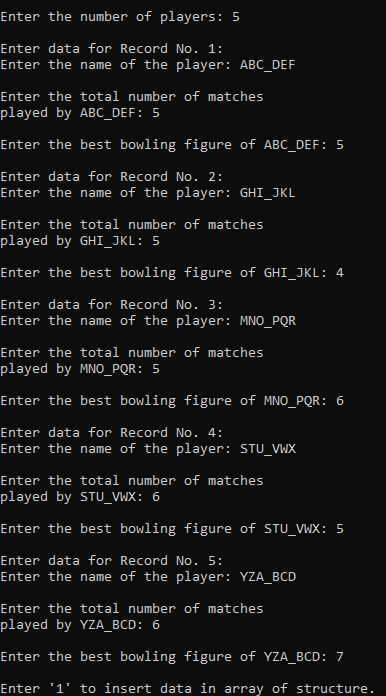 Enter the number of players: 5
Enter data for Record No. 1:
Enter the name of the player: ABC_DEF
Enter the total number of matches
played by ABC_DEF: 5
Enter the best bowling figure of ABC_DEF: 5
Enter data for Record No. 2:
Enter the name of the player: GHI_JKL
Enter the total number of matches
played by GHI_JKL: 5
Enter the best bowling figure of GHI_JKL: 4
Enter data for Record No. 3:
Enter the name of the player: MNO_PQR
Enter the total number of matches
played by MNO_PQR: 5
Enter the best bowling figure of MNO_PQR: 6
Enter data for Record No. 4:
Enter the name of the player: STU_VWX
Enter the total number of matches
played by STU_VWX: 6
Enter the best bowling figure of STU_VWX: 5
Enter data for Record No. 5:
Enter the name of the player: YZA_BCD
Enter the total number of matches
played by YZA_BCD: 6
Enter the best bowling figure of YZA_BCD: 7
Enter '1' to insert data in array of structure.